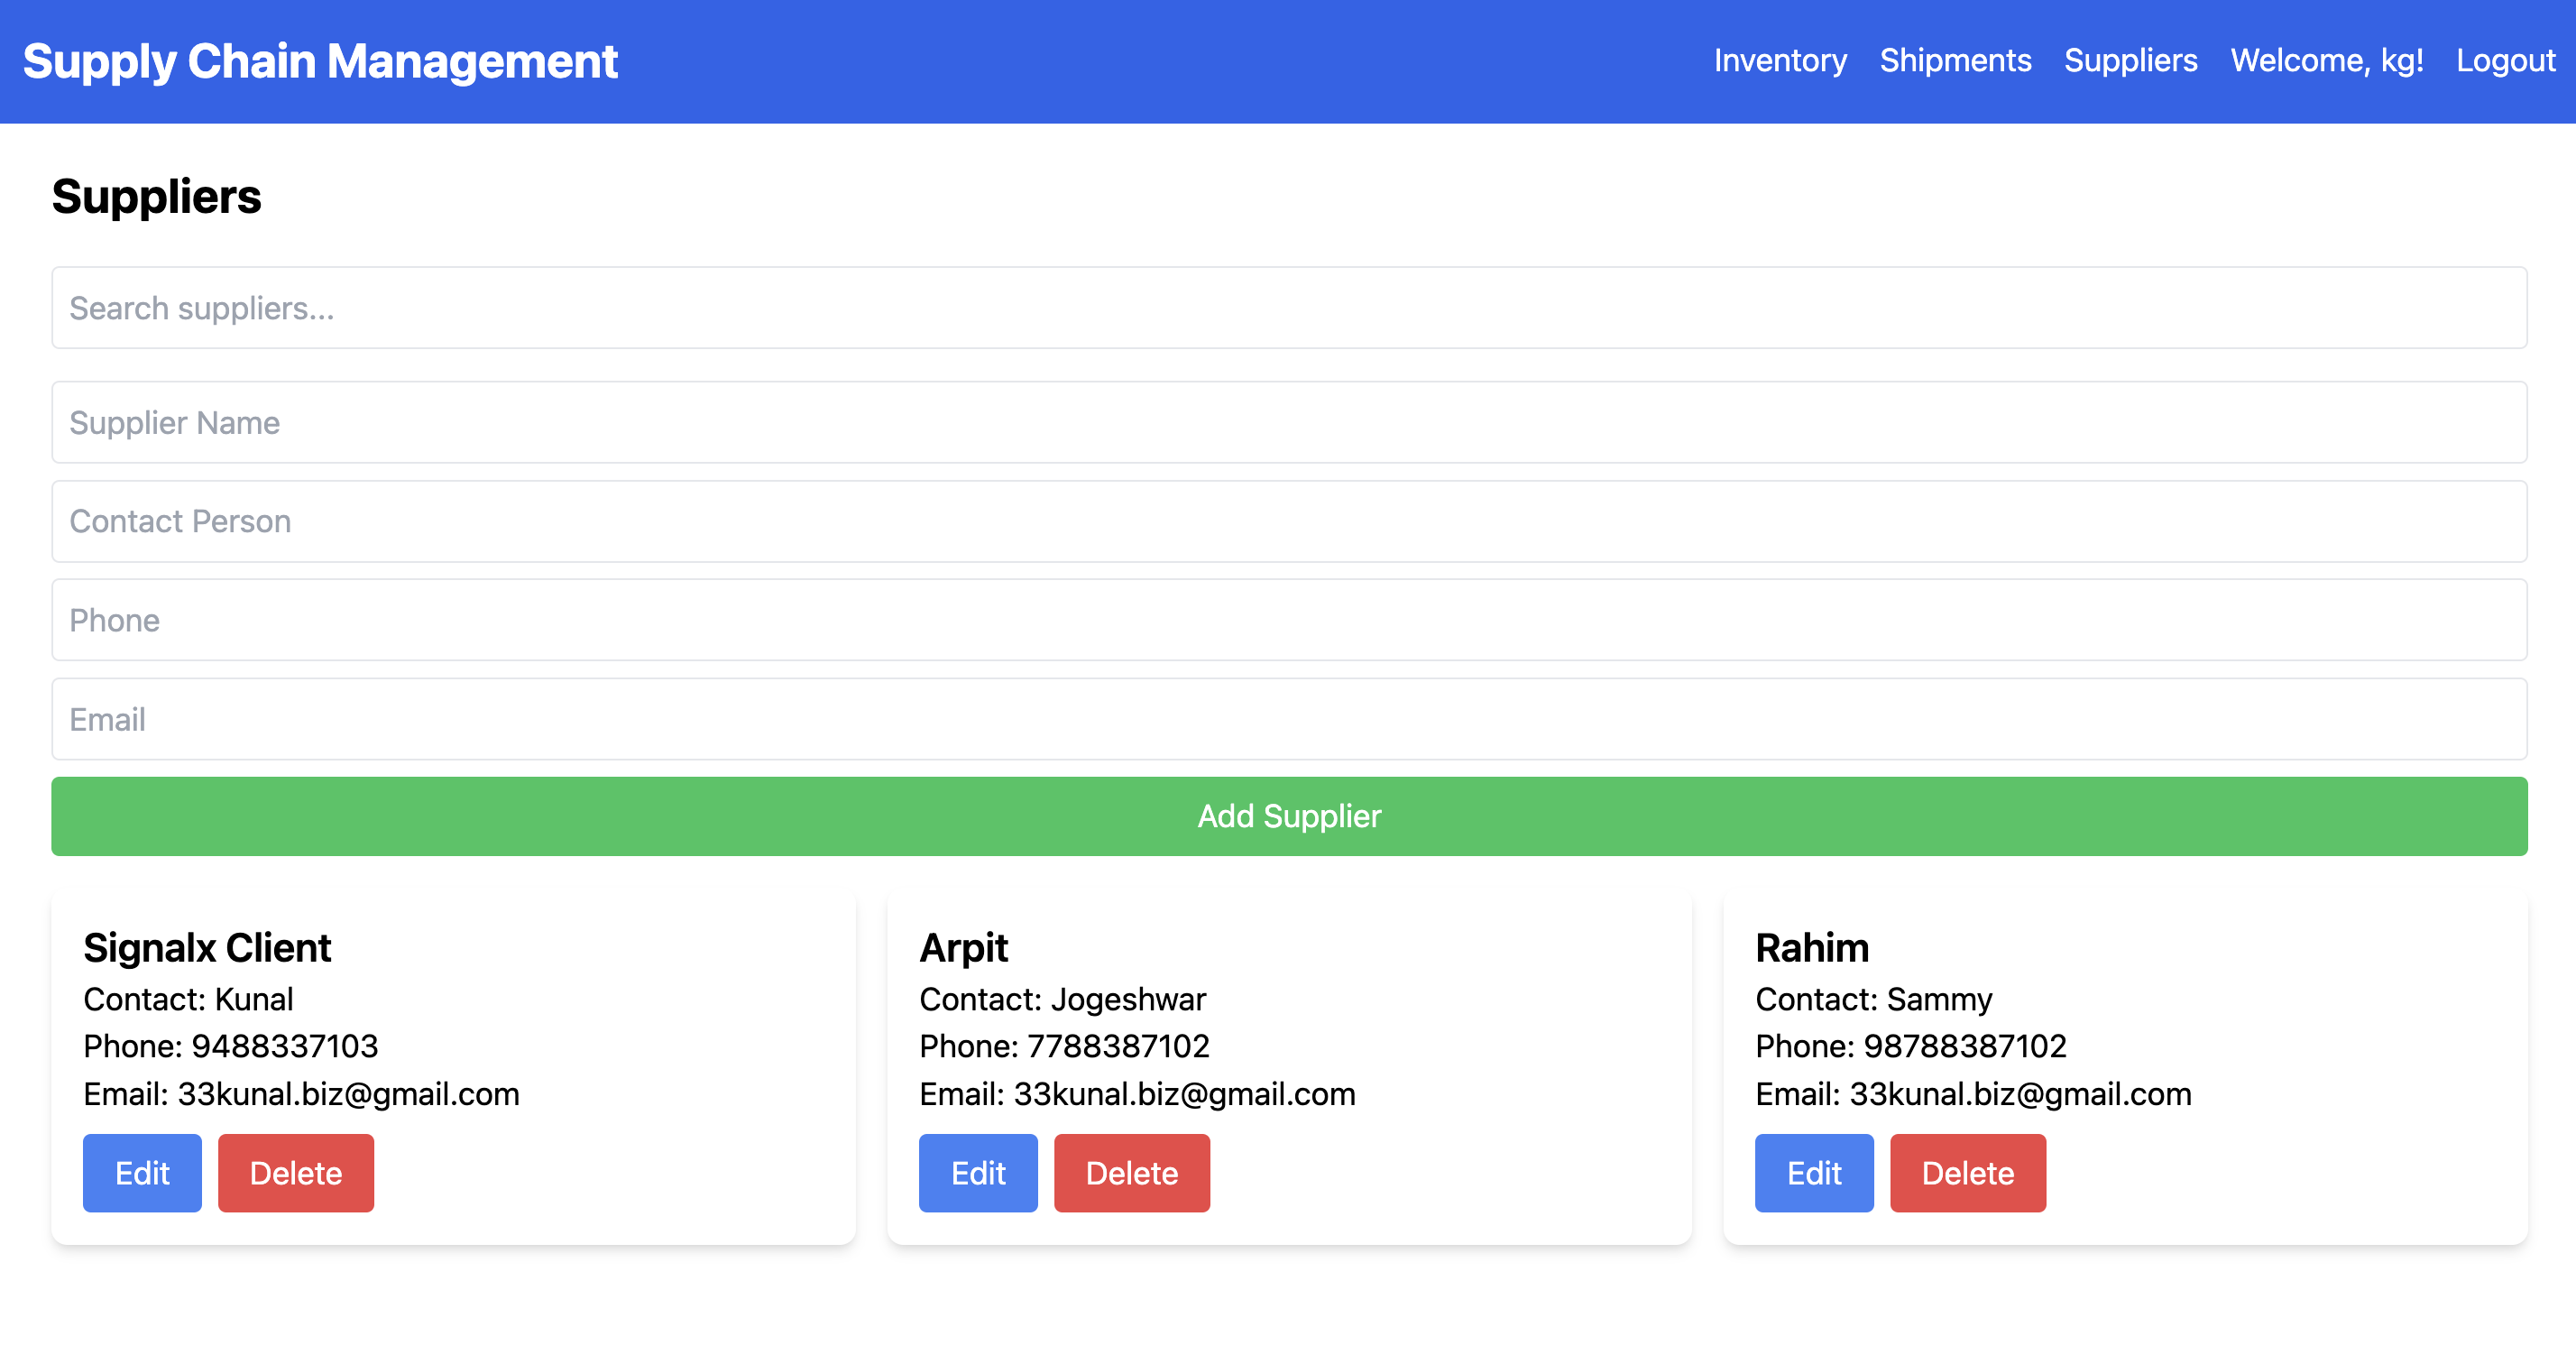 Supply Chain Management
Inventory Shipments Suppliers Welcome, kg! Logout
Suppliers
Search suppliers...
Supplier Name
Contact Person
Phone
Email
Add Supplier
Signalx Client
Contact: Kunal
Phone: 9488337103
Email: 33kunal.biz@gmail.com
Edit Delete
Arpit
Contact: Jogeshwar
Phone: 7788387102
Email: 33kunal.biz@gmail.com
Edit Delete
Rahim
Contact: Sammy
Phone: 98788387102
Email: 33kunal.biz@gmail.com
Edit Delete